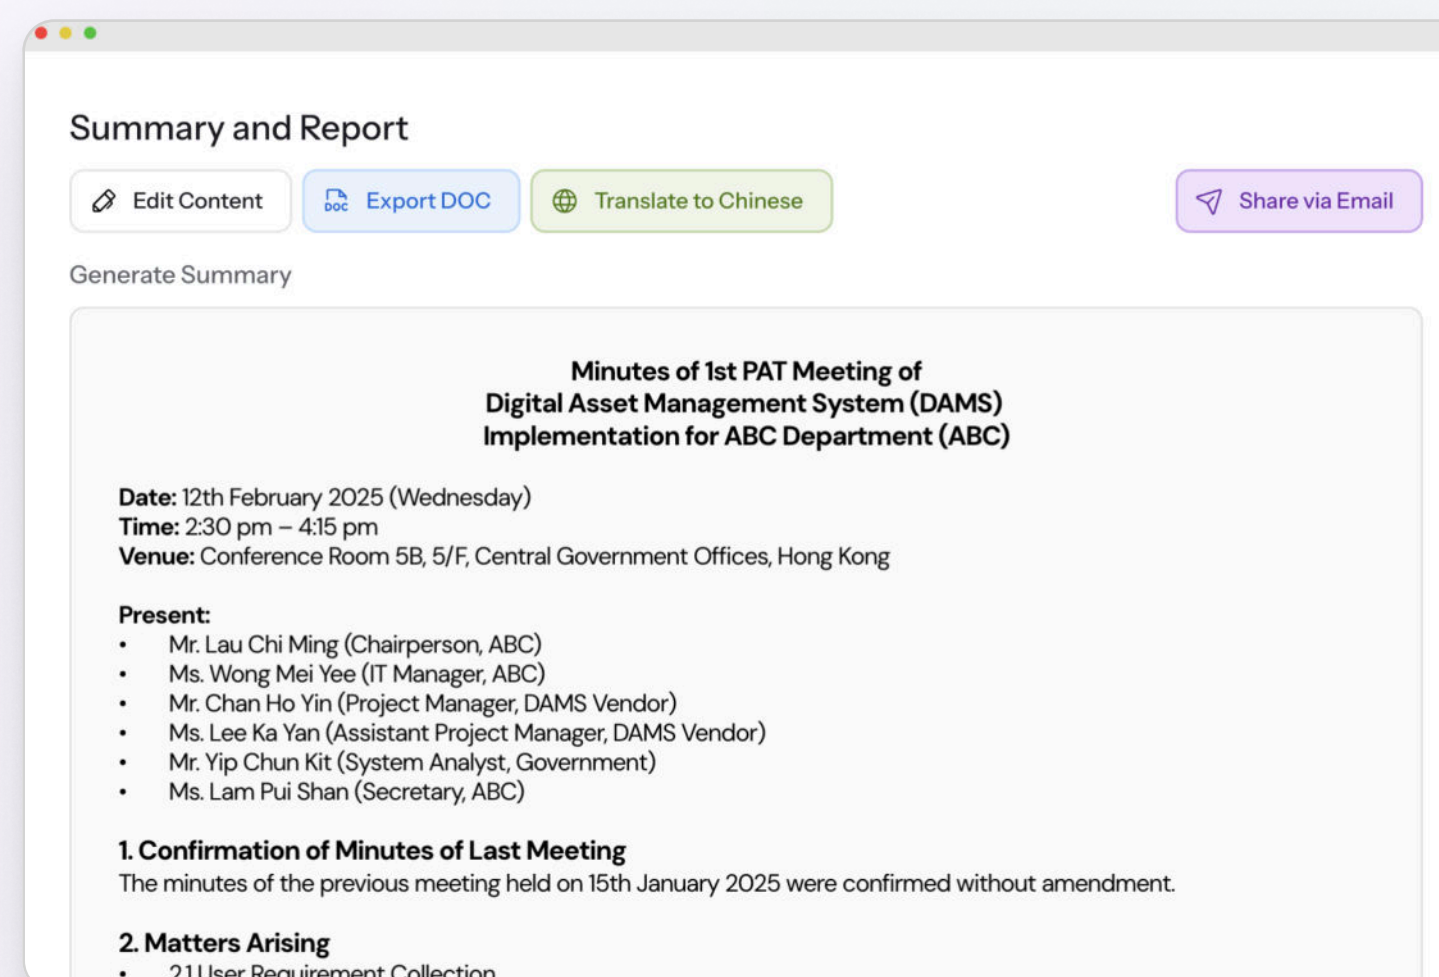 Summary and Report
Edit Content
DOC
Export DOC
Translate to Chinese
Share via Email
Generate Summary
Minutes of 1st PAT Meeting of
Digital Asset Management System (DAMS)
Implementation for ABC Department (ABC)
Date: 12th February 2025 (Wednesday)
Time: 2:30 pm – 4:15 pm
Venue: Conference Room 5B, 5/F, Central Government Offices, Hong Kong
Present:
• Mr. Lau Chi Ming (Chairperson, ABC)
• Ms. Wong Mei Yee (IT Manager, ABC)
• Mr. Chan Ho Yin (Project Manager, DAMS Vendor)
• Ms. Lee Ka Yan (Assistant Project Manager, DAMS Vendor)
• Mr. Yip Chun Kit (System Analyst, Government)
• Ms. Lam Pui Shan (Secretary, ABC)
1. Confirmation of Minutes of Last Meeting
The minutes of the previous meeting held on 15th January 2025 were confirmed without amendment.
2. Matters Arising
• 2.1 User Requirement Collection